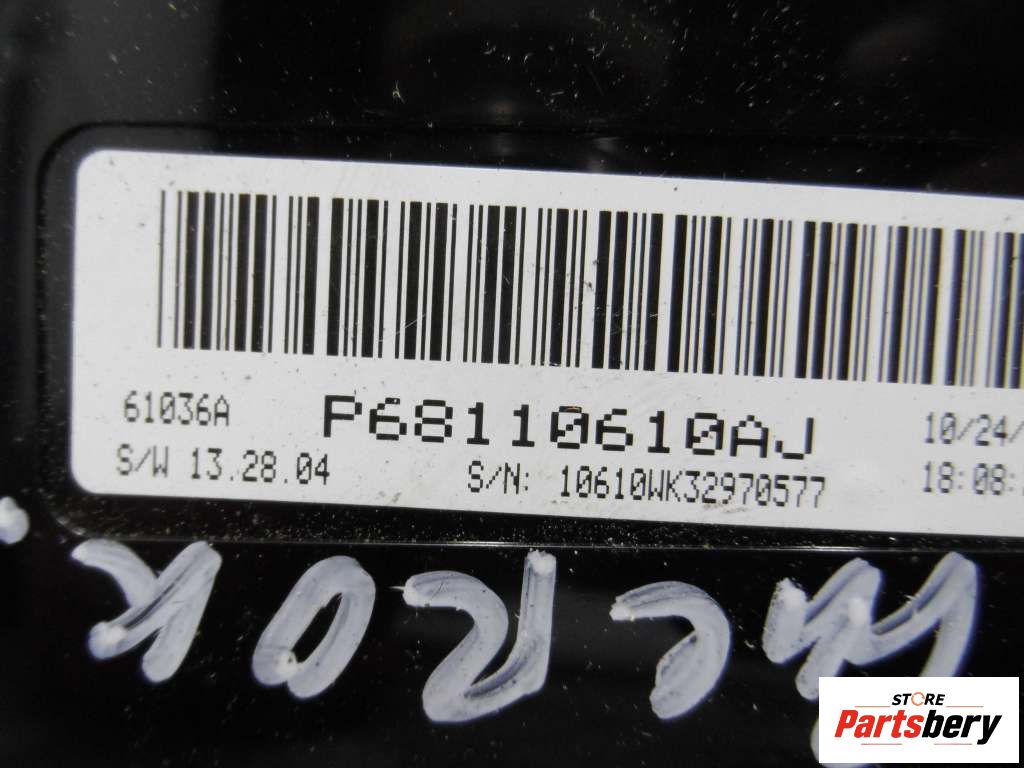 61036A P68110610AJ 10/24/
S/W 13.28.04 S/N: 10610WK32970577 18:08:
STORE
Partsbery